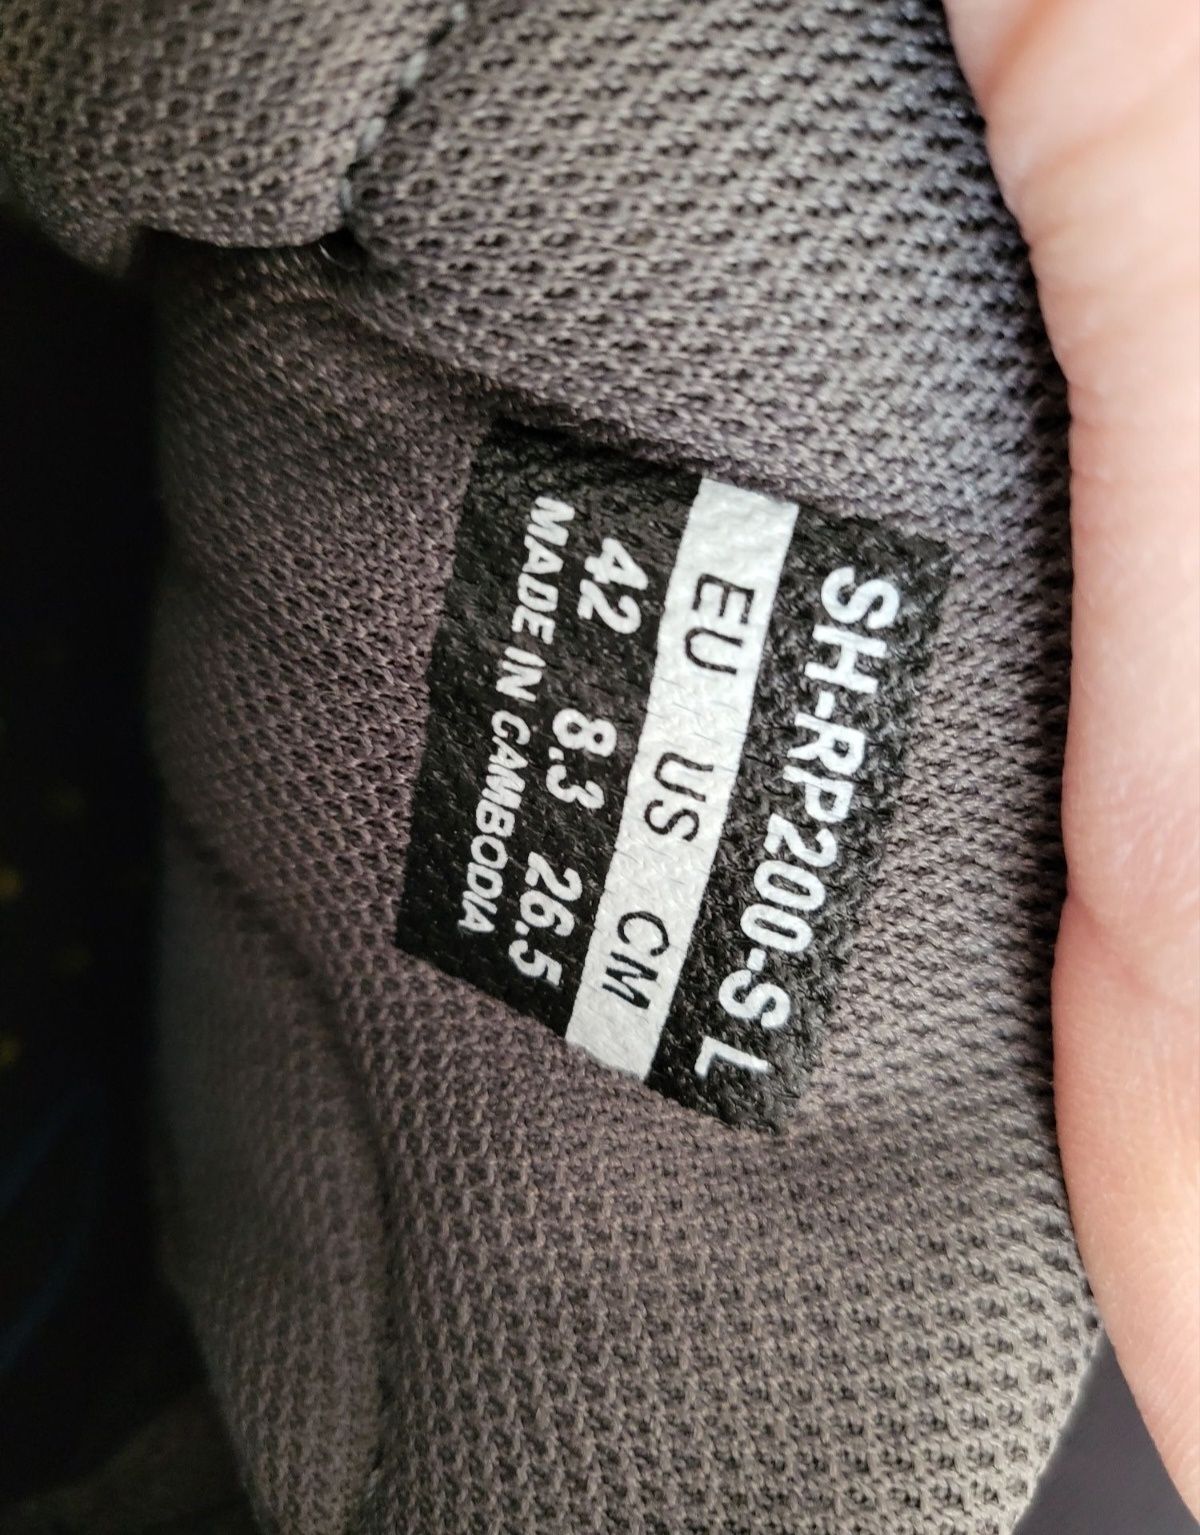 SH-RP200-S L
EU US CM
42 8.3 26.5
MADE IN CAMBODIA